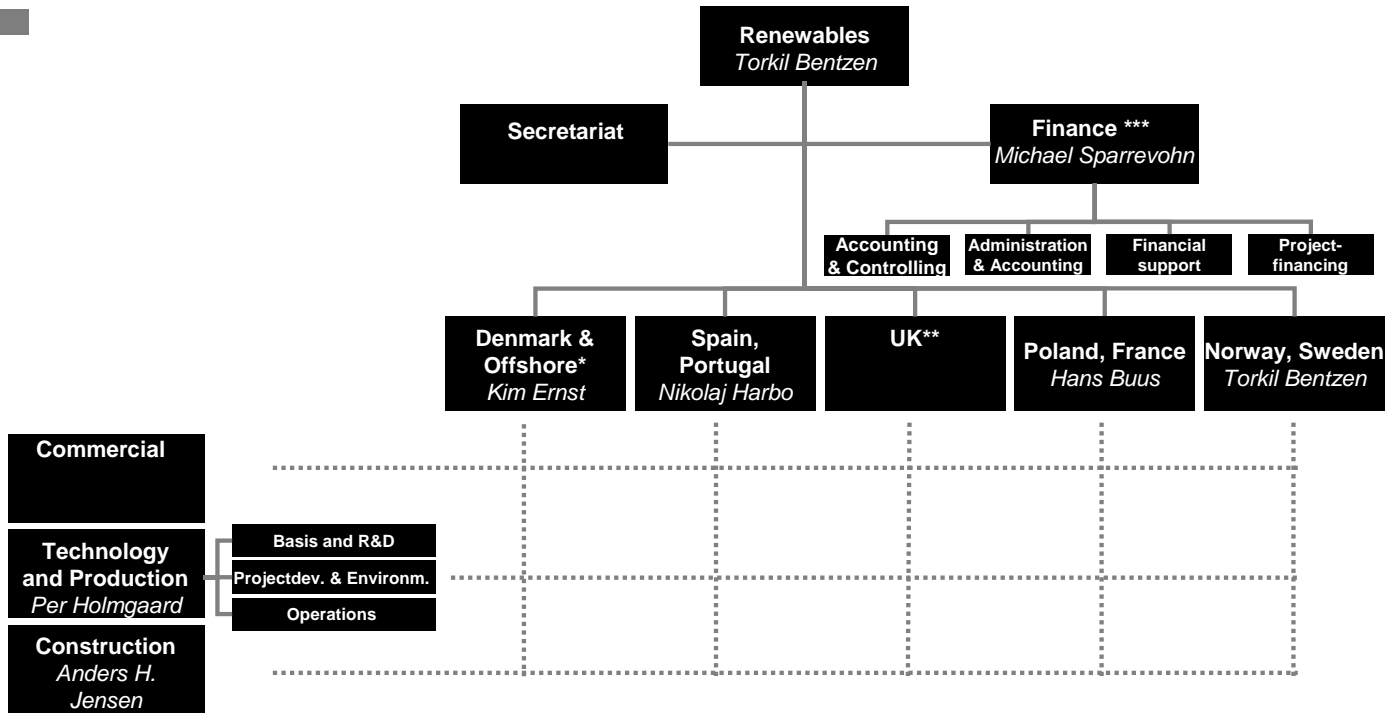 Renewables
Torkil Bentzen
Secretariat
Finance ***
Michael Sparrevohn
Accounting
& Controlling
Administration
& Accounting
Financial
support
Project-
financing
Denmark &
Offshore*
Kim Ernst
Spain,
Portugal
Nikolaj Harbo
UK**
Poland, France
Hans Buus
Norway, Sweden
Torkil Bentzen
Commercial
Technology
and Production
Per Holmgaard
Basis and R&D
Projectdev. & Environm.
Operations
Construction
Anders H.
Jensen